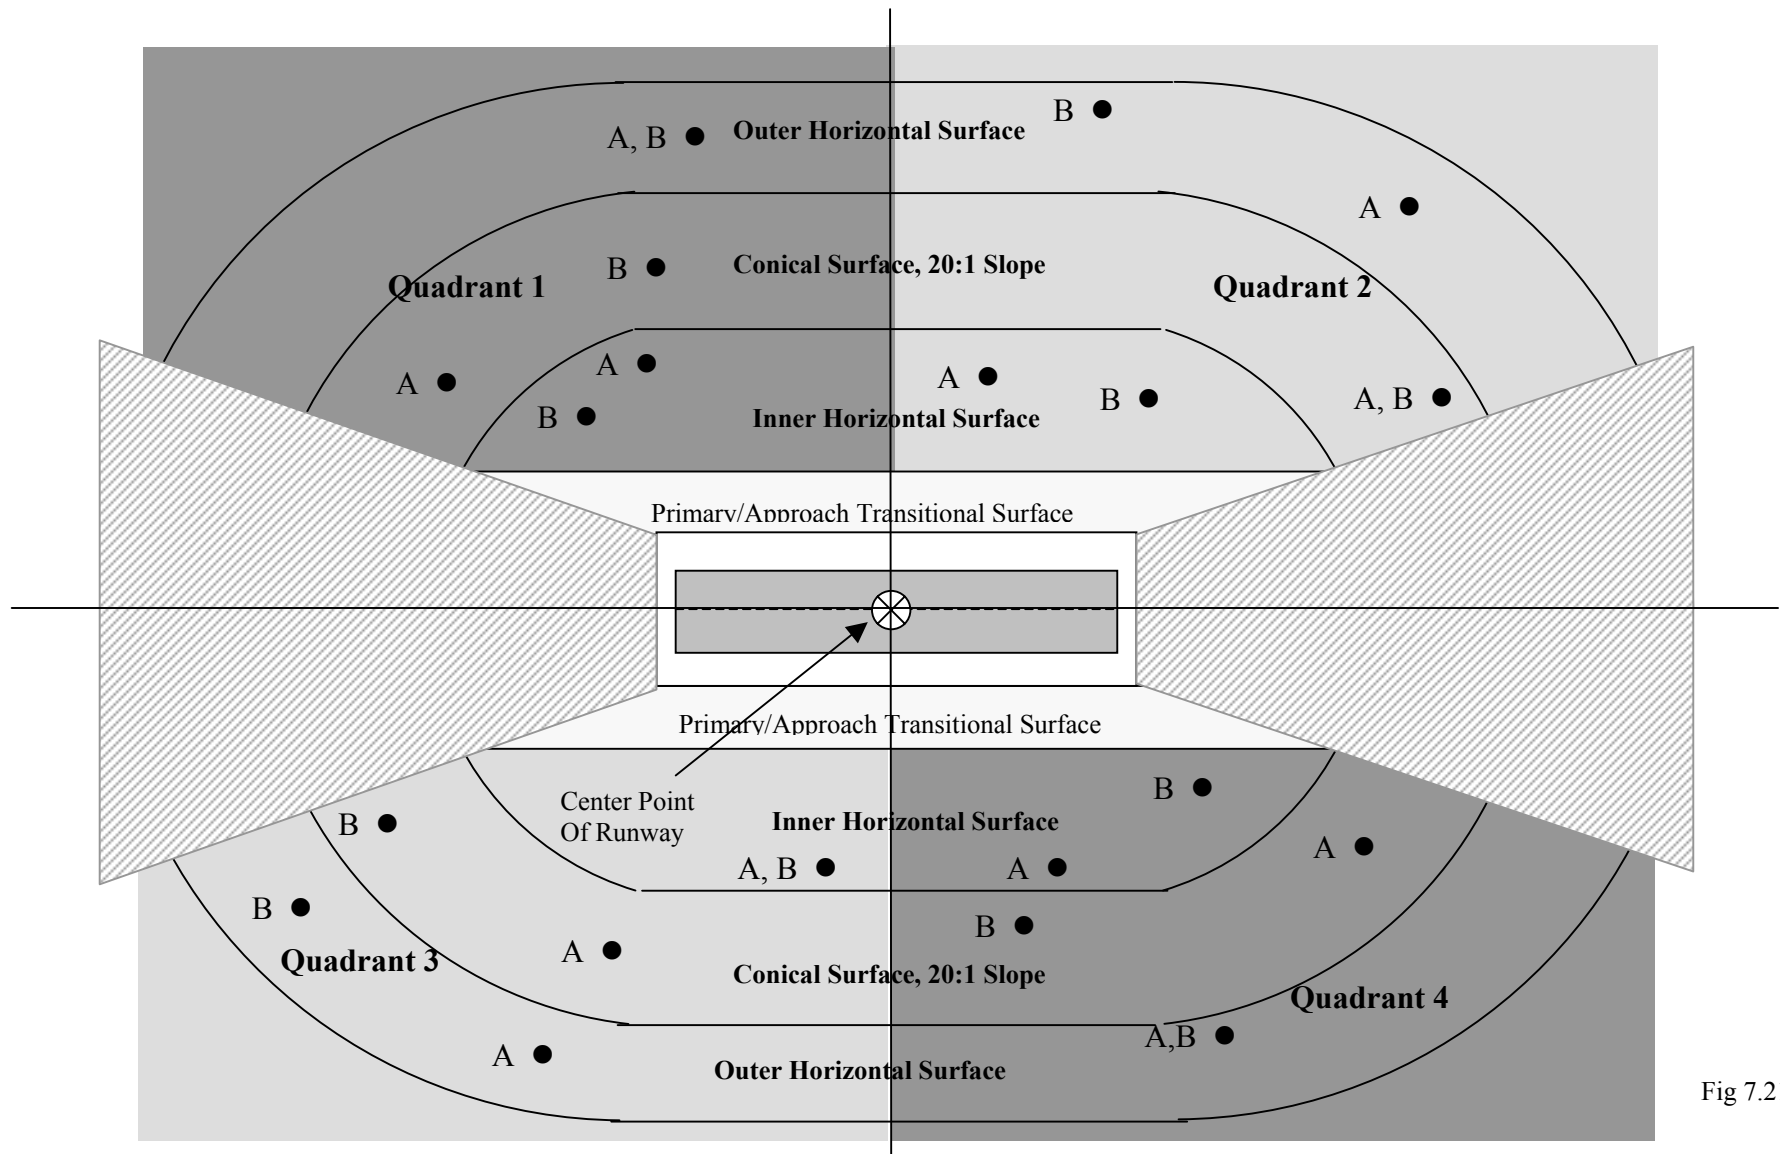 B
A, B
Outer Horizontal Surface
A
B
Conical Surface, 20:1 Slope
Quadrant 1
Quadrant 2
A
A
A
B
A, B
B
Inner Horizontal Surface
Primary/Approach Transitional Surface
Primary/Approach Transitional Surface
B
Center Point
Of Runway
B
Inner Horizontal Surface
A
A, B
A
B
B
A
Quadrant 3
Conical Surface, 20:1 Slope
Quadrant 4
A,B
A
Outer Horizontal Surface
Fig 7.2